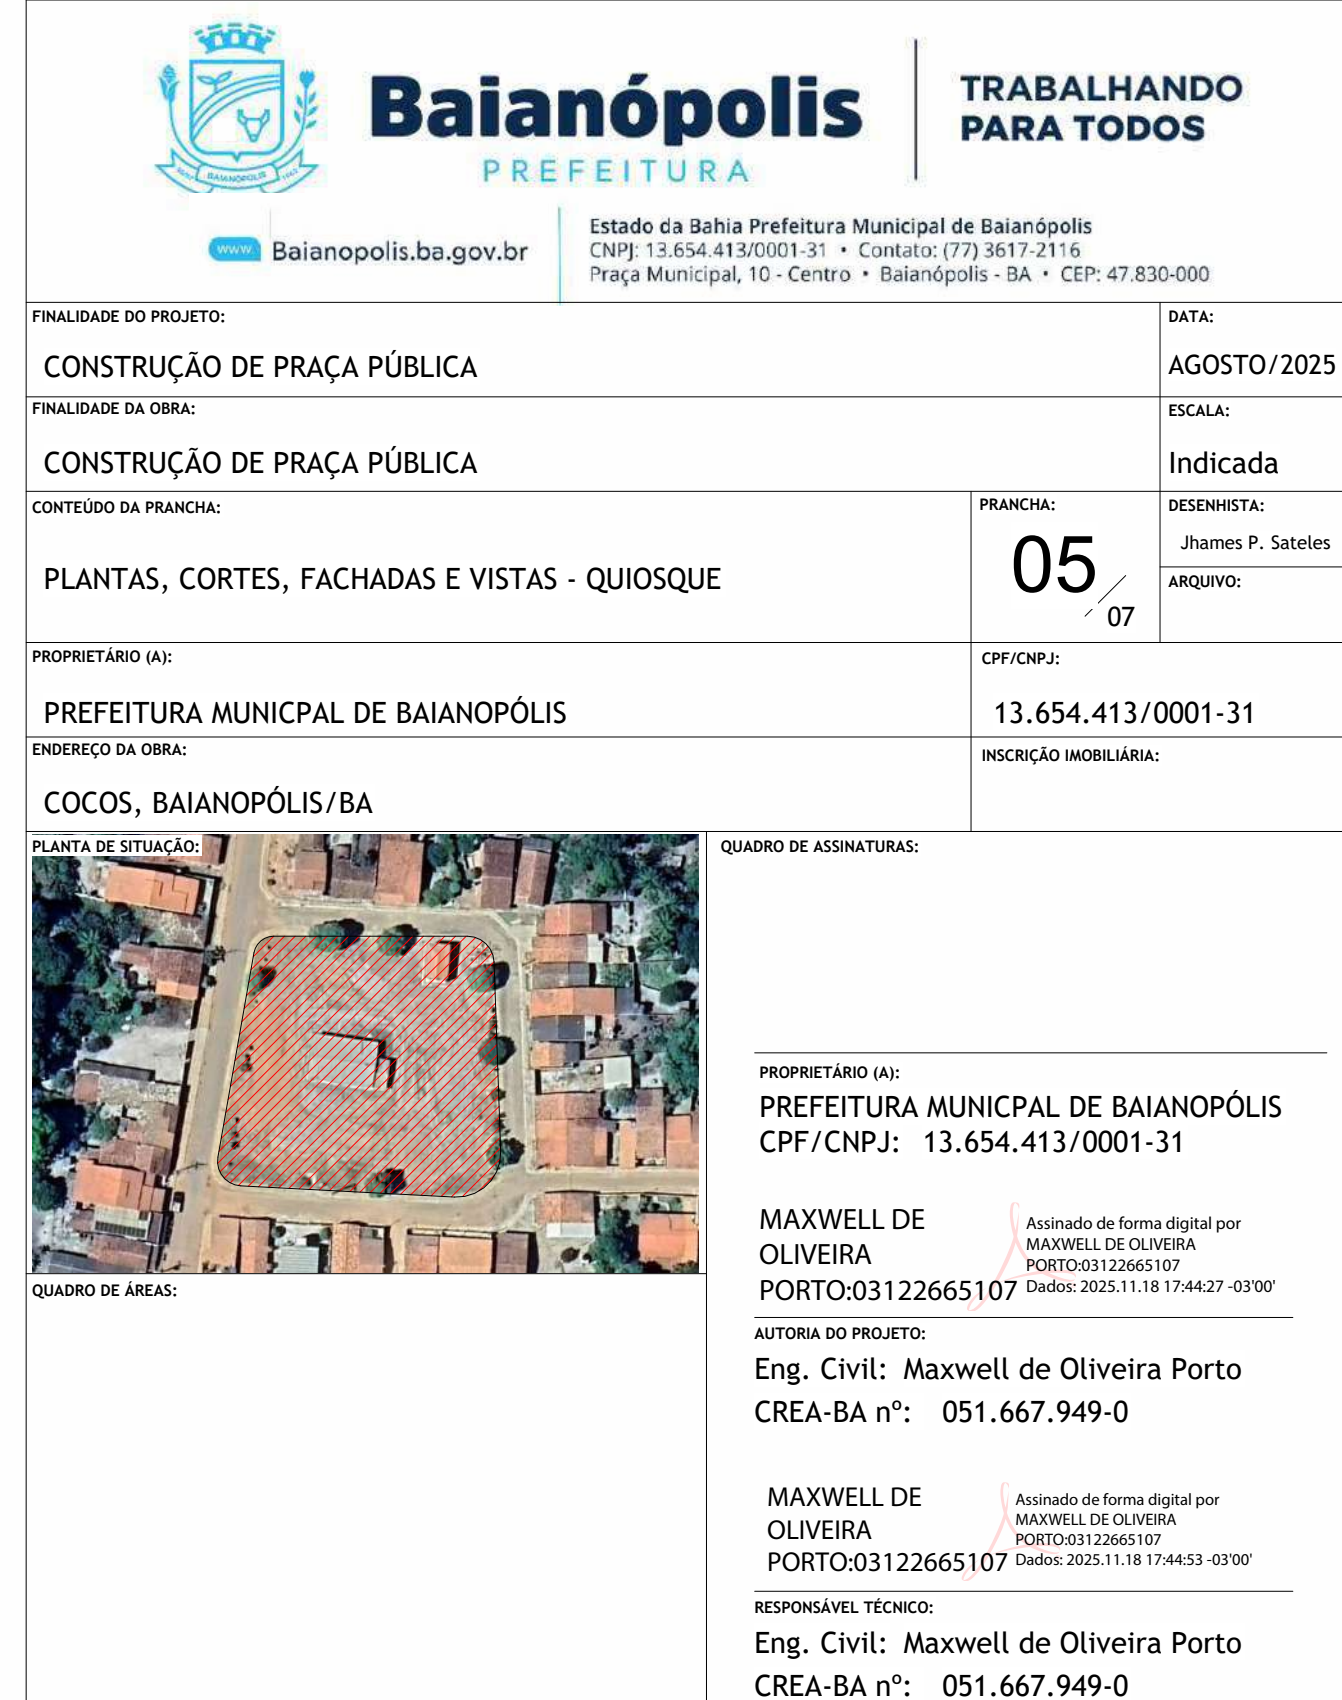 Baianópolis
PREFEITURA
TRABALHANDO
PARA TODOS
BAIANÓPOLIS
www.
Baianopolis.ba.gov.br
Estado da Bahia Prefeitura Municipal de Baianópolis
CNPJ: 13.654.413/0001-31 • Contato: (77) 3617-2116
Praça Municipal, 10 - Centro • Baianópolis - BA • CEP: 47.830-000
FINALIDADE DO PROJETO:
CONSTRUÇÃO DE PRAÇA PÚBLICA
DATA:
AGOSTO/2025
FINALIDADE DA OBRA:
CONSTRUÇÃO DE PRAÇA PÚBLICA
ESCALA:
Indicada
CONTEÚDO DA PRANCHA:
PLANTAS, CORTES, FACHADAS E VISTAS - QUIOSQUE
PRANCHA:
05/07
DESENHISTA:
Jhames P. Sateles
ARQUIVO:
PROPRIETÁRIO (A):
PREFEITURA MUNICPAL DE BAIANOPÓLIS
CPF/CNPJ:
13.654.413/0001-31
ENDEREÇO DA OBRA:
COCOS, BAIANOPÓLIS/BA
INSCRIÇÃO IMOBILIÁRIA:
PLANTA DE SITUAÇÃO:
QUADRO DE ÁREAS:
QUADRO DE ASSINATURAS:
PROPRIETÁRIO (A):
PREFEITURA MUNICPAL DE BAIANOPÓLIS
CPF/CNPJ: 13.654.413/0001-31
MAXWELL DE
OLIVEIRA
PORTO:03122665107
Assinado de forma digital por
MAXWELL DE OLIVEIRA
PORTO:03122665107
Dados: 2025.11.18 17:44:27 -03'00'
AUTORIA DO PROJETO:
Eng. Civil: Maxwell de Oliveira Porto
CREA-BA nº: 051.667.949-0
MAXWELL DE
OLIVEIRA
PORTO:03122665107
Assinado de forma digital por
MAXWELL DE OLIVEIRA
PORTO:03122665107
Dados: 2025.11.18 17:44:53 -03'00'
RESPONSÁVEL TÉCNICO:
Eng. Civil: Maxwell de Oliveira Porto
CREA-BA nº: 051.667.949-0